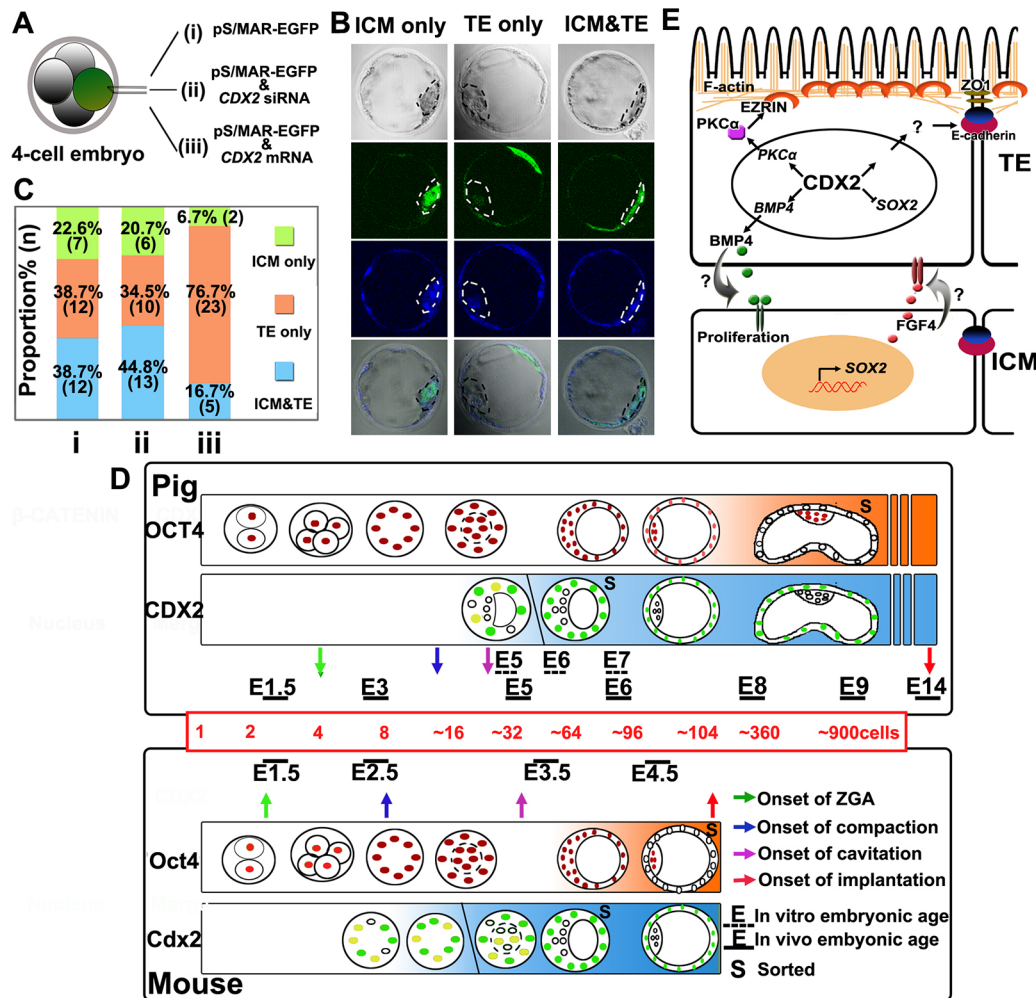 A
4-cell embryo
(i) pS/MAR-EGFP
(ii) pS/MAR-EGFP
&
CDX2 siRNA
(iii) pS/MAR-EGFP
&
CDX2 mRNA
B
ICM only TE only ICM&TE
C
Proportion% (n)
22.6%
(7)
38.7%
(12)
38.7%
(12)
20.7%
(6)
34.5%
(10)
44.8%
(13)
6.7% (2)
76.7%
(23)
16.7%
(5)
ICM only
TE only
ICM&TE
i ii iii
E
F-actin
EZRIN
ZO1
PKCα
?
E-cadherin
TE
PKCα
CDX2
SOX2
BMP4
BMP4
?
?
Proliferation
FGF4
ICM
SOX2
D
Pig
OCT4
S
CDX2
S
β-CATENIN
Nucleus
E5 E6 E7
E1.5 E3 E5 E6 E8 E9 E14
1 2 4 8 ~16 ~32 ~64 ~96 ~104 ~360 ~900cells
E1.5 E2.5 E3.5 E4.5
Oct4
S
Cdx2
S
Mouse
Onset of ZGA
Onset of compaction
Onset of cavitation
Onset of implantation
E In vitro embryonic age
E In vivo embyonic age
S Sorted